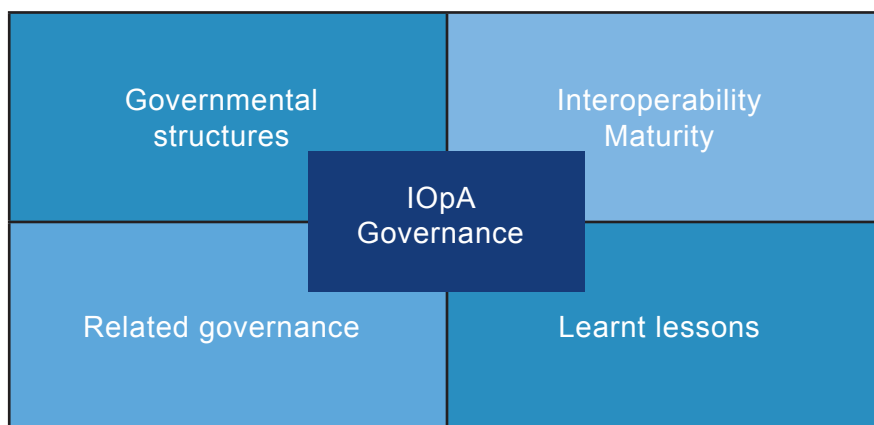 Governmental
structures
Interoperability
Maturity
IOpA
Governance
Related governance
Learnt lessons